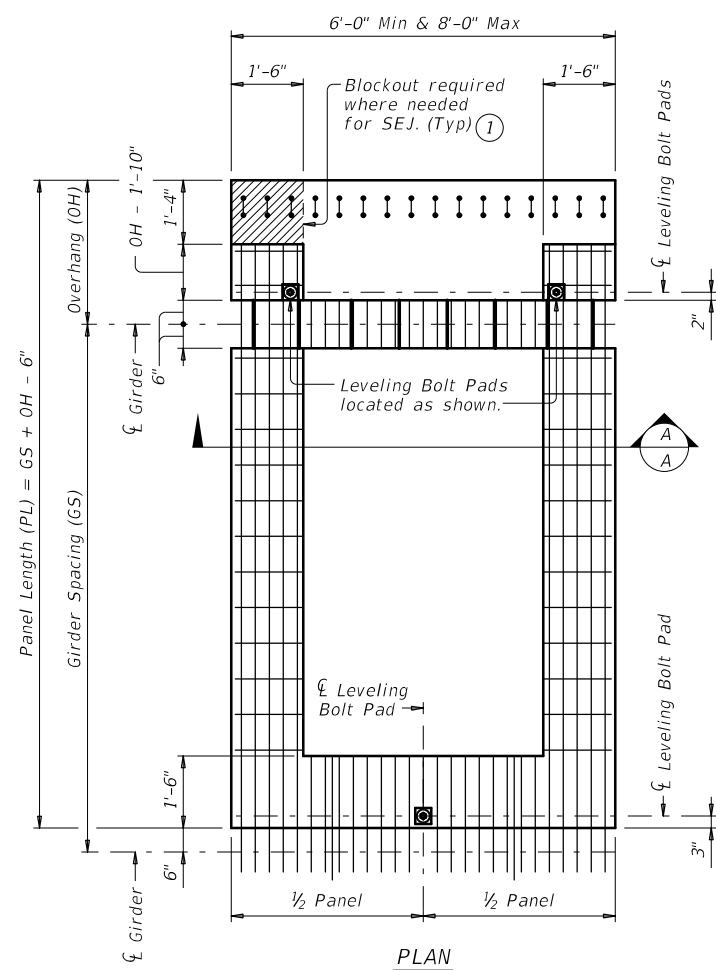 6'-0" Min & 8'-0" Max
1'-6"
1'-6"
Blockout required
where needed
for SEJ. (Typ) 1
℄ Leveling Bolt Pads
OH - 1'-10"
1'-4"
Overhang (OH)
2"
6"
℄ Girder
Leveling Bolt Pads
located as shown.
A
A
Panel Length (PL) = GS + OH - 6"
Girder Spacing (GS)
℄ Leveling
Bolt Pad
℄ Leveling Bolt Pad
1'-6"
3"
6"
℄ Girder
½ Panel
½ Panel
PLAN